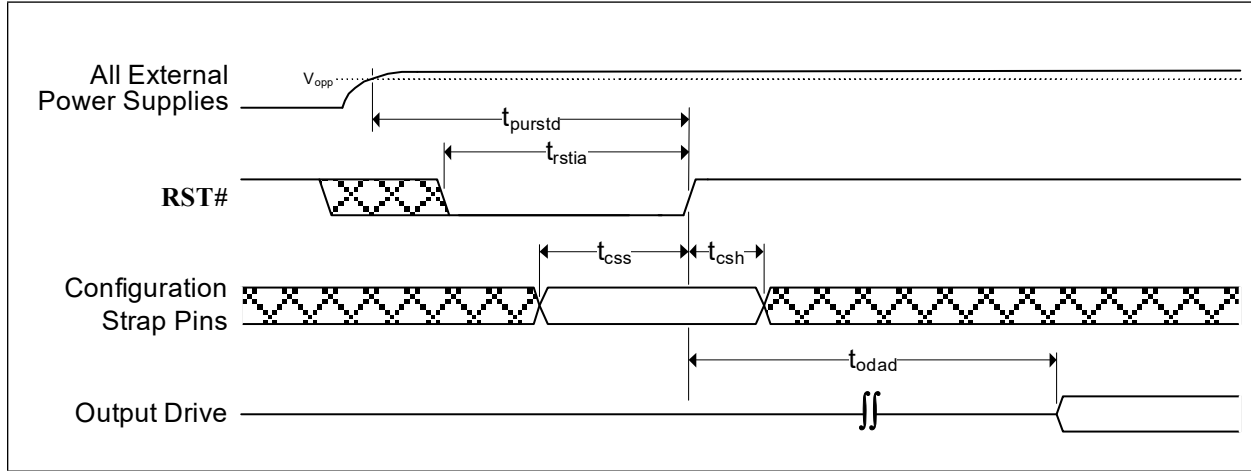 All External
Power Supplies
Vopp
tpurstd
trstia
RST#
tcss
tcsh
Configuration
Strap Pins
todad
Output Drive